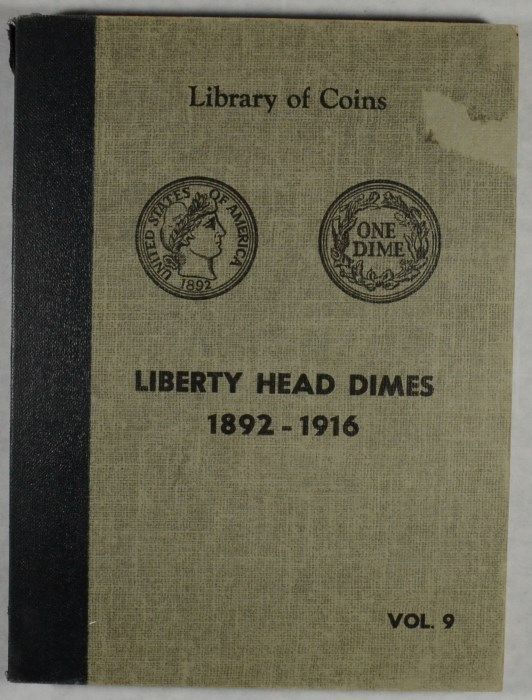 Library of Coins
UNITED STATES OF AMERICA
1892
ONE
DIME
LIBERTY HEAD DIMES
1892 - 1916
VOL. 9